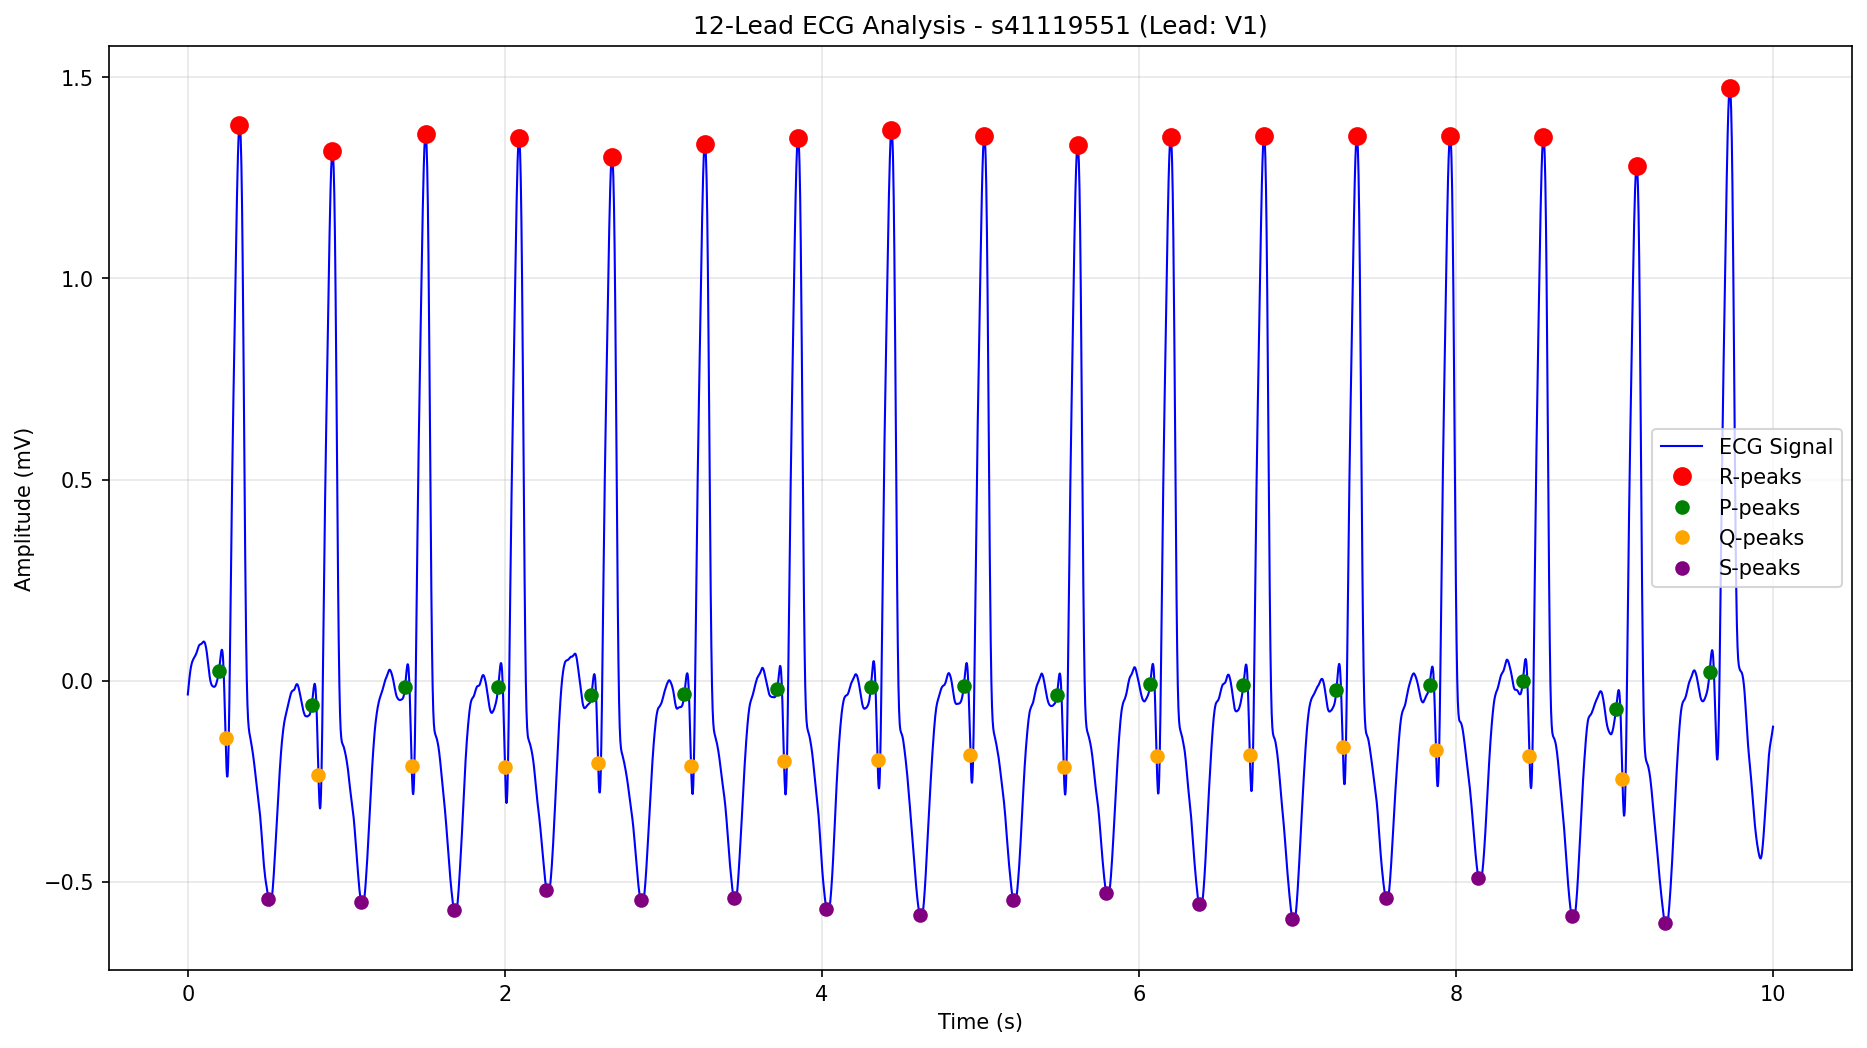 12-Lead ECG Analysis - s41119551 (Lead: V1)
1.5
1.0
0.5
0.0
−0.5
Amplitude (mV)
ECG Signal
R-peaks
P-peaks
Q-peaks
S-peaks
0 2 4 6 8 10
Time (s)